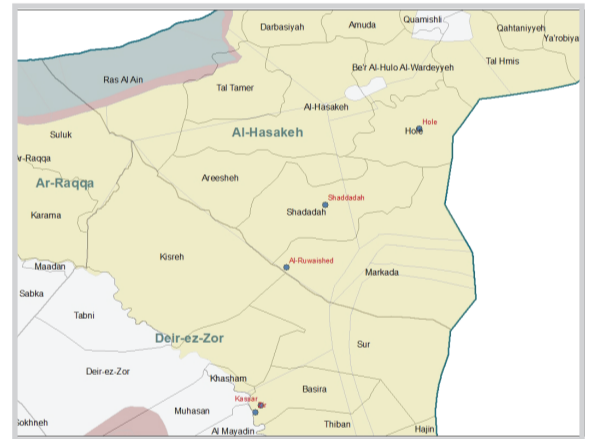 Quamishli
Darbasiyah
Amuda
Qahtaniyyeh
Ya'robiya
Tal Hmis
Be'r Al-Hulo Al-Wardeyyeh
Ras Al Ain
Tal Tamer
Al-Hasakeh
Hole
Hole
Al-Hasakeh
Suluk
Ar-Raqqa
Areesheh
Ar-Raqqa
Shaddadah
Karama
Shadadah
Kisreh
Al-Ruwaished
Maadan
Markada
Sabka
Tabni
Deir-ez-Zor
Sur
Deir-ez-Zor
Khasham
Basira
Kasaar
Muhasan
Sokhneh
Al Mayadin
Thiban
Hajin